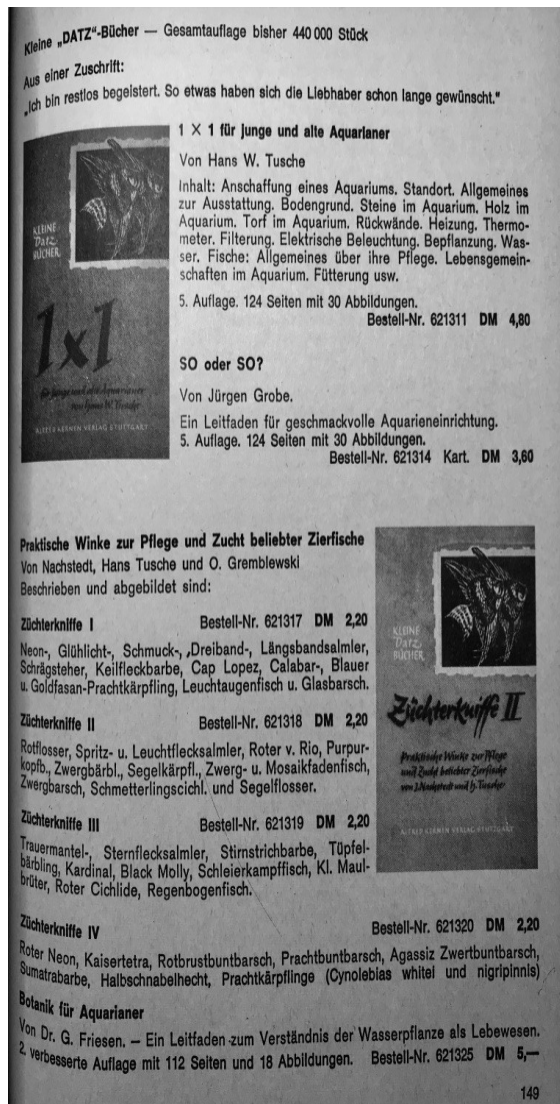 Kleine „DATZ“-Bücher — Gesamtauflage bisher 440 000 Stück
Aus einer Zuschrift:
„Ich bin restlos begeistert. So etwas haben sich die Liebhaber schon lange gewünscht.“
KLEINE
Datz
BÜCHER
1x1
für junge und alte Aquarianer
von Hans W. Tusche
ALFRED KERNEN VERLAG STUTTGART
1 X 1 für junge und alte Aquarianer
Von Hans W. Tusche
Inhalt: Anschaffung eines Aquariums. Standort. Allgemeines
zur Ausstattung. Bodengrund. Steine im Aquarium. Holz im
Aquarium. Torf im Aquarium. Rückwände. Heizung. Thermo-
meter. Filterung. Elektrische Beleuchtung. Bepflanzung. Was-
ser. Fische: Allgemeines über ihre Pflege. Lebensgemein-
schaften im Aquarium. Fütterung usw.
5. Auflage. 124 Seiten mit 30 Abbildungen.
Bestell-Nr. 621311 DM 4,80
SO oder SO?
Von Jürgen Grobe.
Ein Leitfaden für geschmackvolle Aquarieneinrichtung.
5. Auflage. 124 Seiten mit 30 Abbildungen.
Bestell-Nr. 621314 Kart. DM 3,60
Praktische Winke zur Pflege und Zucht beliebter Zierfische
Von Nachstedt, Hans Tusche und O. Gremblewski
Beschrieben und abgebildet sind:
Züchterkniffe I Bestell-Nr. 621317 DM 2,20
Neon-, Glühlicht-, Schmuck-, Dreiband-, Längsbandsalmler,
Schrägsteher, Keilfleckbarbe, Cap Lopez, Calabar-, Blauer
u. Goldfasan-Prachtkärpfling, Leuchtaugenfisch u. Glasbarsch.
Züchterkniffe II Bestell-Nr. 621318 DM 2,20
Rotflosser, Spritz- u. Leuchtflecksalmler, Roter v. Rio, Purpur-
kopfb., Zwergbärbl., Segelkärpfl., Zwerg- u. Mosaikfadenfisch,
Zwergbarsch, Schmetterlingscichl. und Segelflosser.
Züchterkniffe III Bestell-Nr. 621319 DM 2,20
Trauermantel-, Sternflecksalmler, Stirnstrichbarbe, Tüpfel-
bärbling, Kardinal, Black Molly, Schleierkampffisch, Kl. Maul-
brüter, Roter Cichlide, Regenbogenfisch.
KLEINE
Datz
BÜCHER
Züchterkniffe II
Praktische Winke zur Pflege
und Zucht beliebter Zierfische
von J. Nachstedt und H. Tusche
ALFRED KERNEN VERLAG STUTTGART
Züchterkniffe IV Bestell-Nr. 621320 DM 2,20
Roter Neon, Kaisertetra, Rotbrustbuntbarsch, Prachtbuntbarsch, Agassiz Zwertbuntbarsch,
Sumatrabarbe, Halbschnabelhecht, Prachtkärpflinge (Cynolebias whitei und nigripinnis)
Botanik für Aquarianer
Von Dr. G. Friesen. — Ein Leitfaden zum Verständnis der Wasserpflanze als Lebewesen.
2. verbesserte Auflage mit 112 Seiten und 18 Abbildungen. Bestell-Nr. 621325 DM 5,—
149